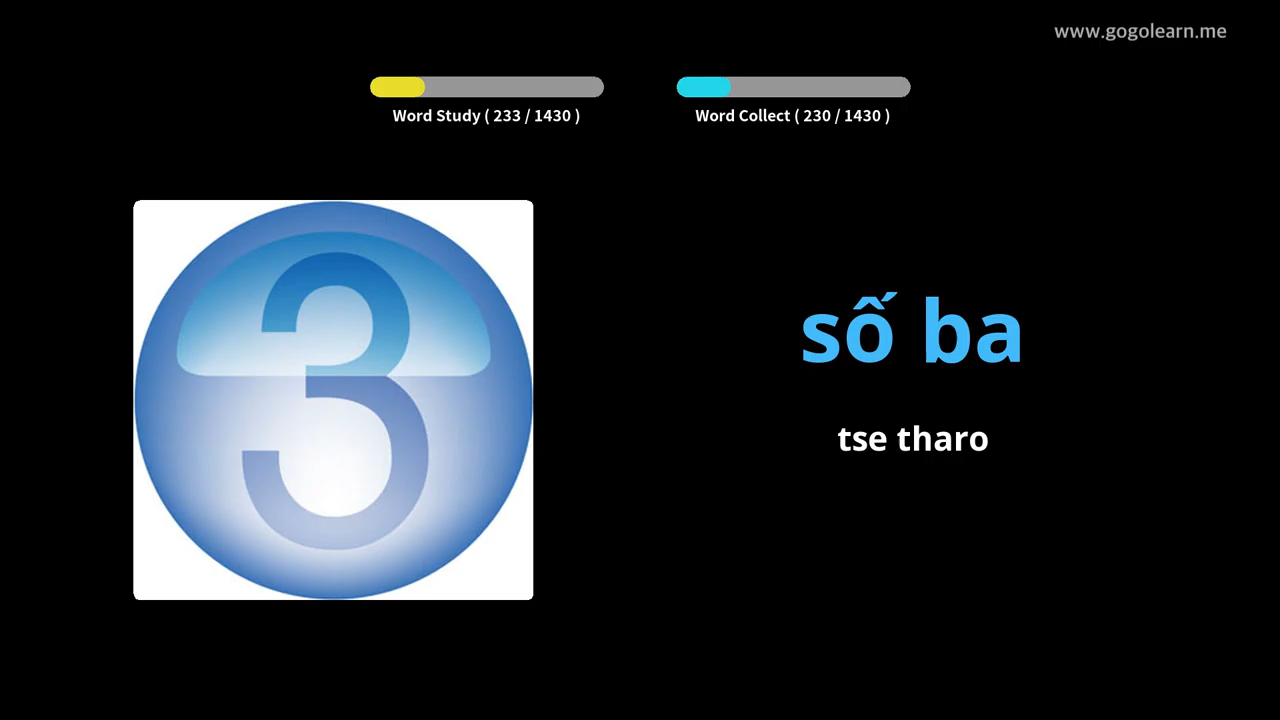 www.gogolearn.me
Word Study ( 233 / 1430 )
Word Collect ( 230 / 1430 )
3
số ba
tse tharo